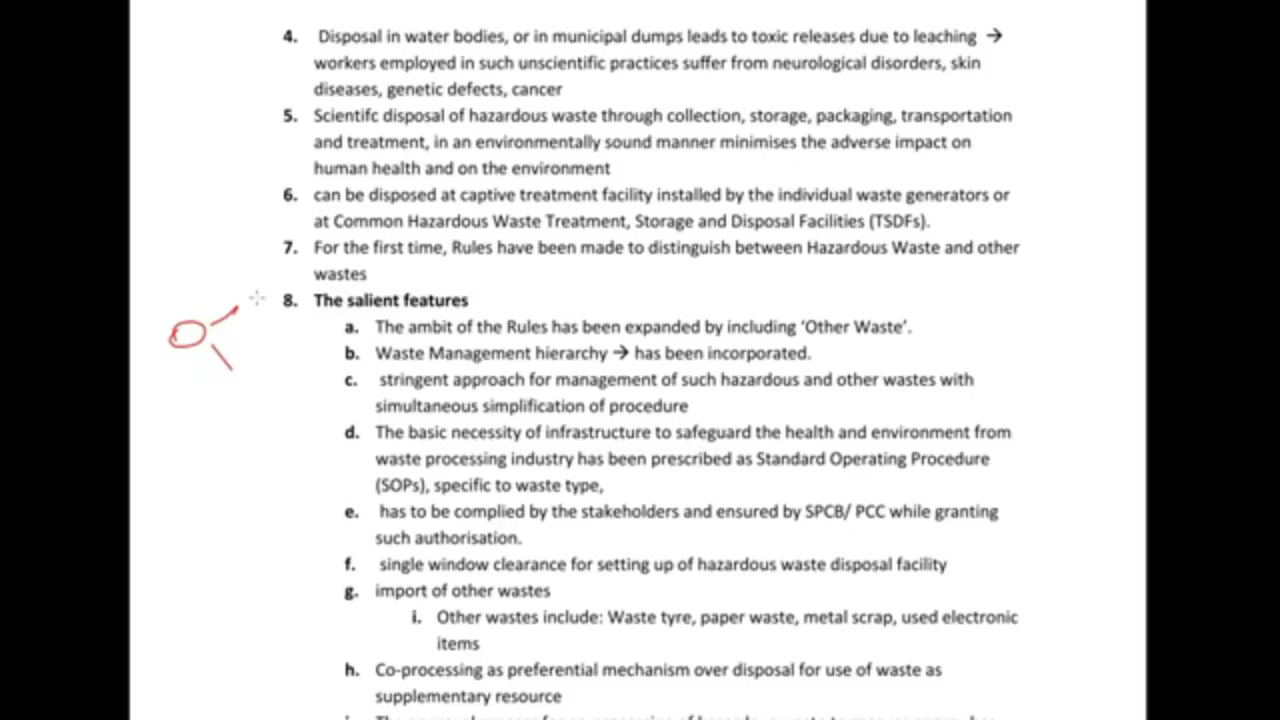 4. Disposal in water bodies, or in municipal dumps leads to toxic releases due to leaching →
workers employed in such unscientific practices suffer from neurological disorders, skin
diseases, genetic defects, cancer
5. Scientifc disposal of hazardous waste through collection, storage, packaging, transportation
and treatment, in an environmentally sound manner minimises the adverse impact on
human health and on the environment
6. can be disposed at captive treatment facility installed by the individual waste generators or
at Common Hazardous Waste Treatment, Storage and Disposal Facilities (TSDFs).
7. For the first time, Rules have been made to distinguish between Hazardous Waste and other
wastes
8. The salient features
a. The ambit of the Rules has been expanded by including ‘Other Waste’.
b. Waste Management hierarchy → has been incorporated.
c. stringent approach for management of such hazardous and other wastes with
simultaneous simplification of procedure
d. The basic necessity of infrastructure to safeguard the health and environment from
waste processing industry has been prescribed as Standard Operating Procedure
(SOPs), specific to waste type,
e. has to be complied by the stakeholders and ensured by SPCB/ PCC while granting
such authorisation.
f. single window clearance for setting up of hazardous waste disposal facility
g. import of other wastes
i. Other wastes include: Waste tyre, paper waste, metal scrap, used electronic
items
h. Co-processing as preferential mechanism over disposal for use of waste as
supplementary resource